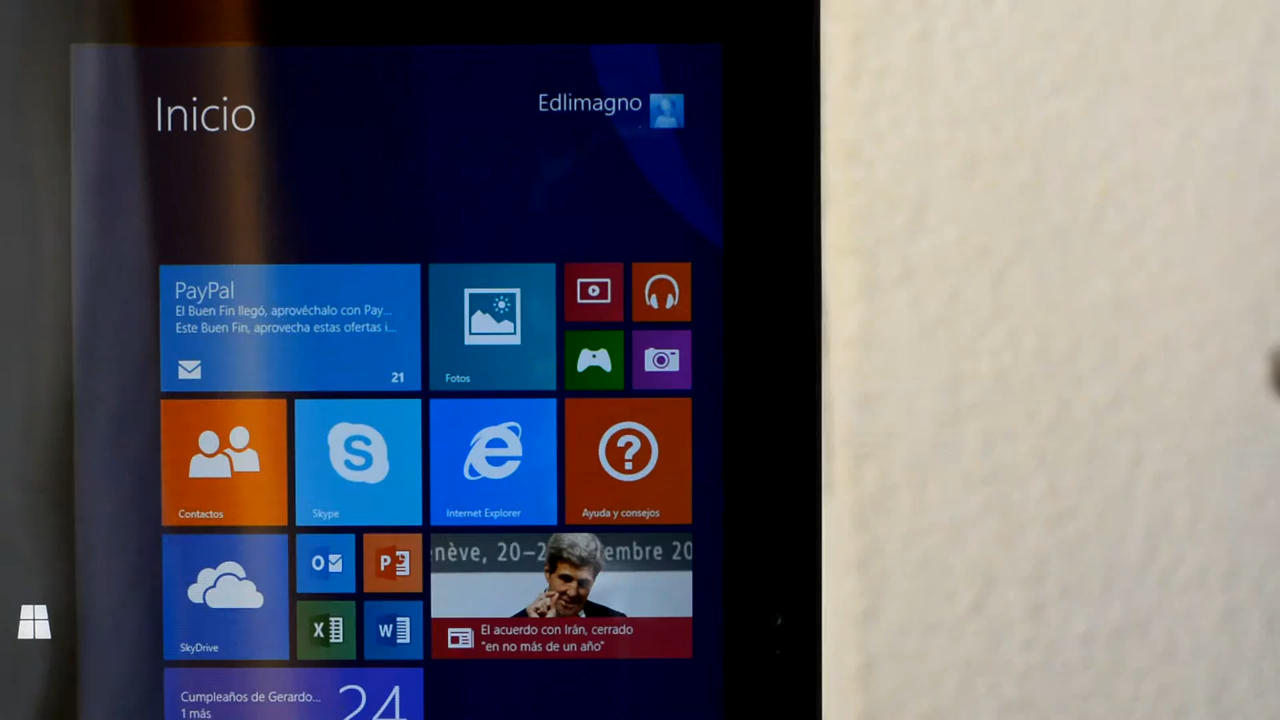 Inicio
Edlimagno
PayPal
El Buen Fin llegó, aprovéchalo con Pay...
Este Buen Fin, aprovecha estas ofertas i...
21
Fotos
Contactos
Skype
Internet Explorer
Ayuda y consejos
SkyDrive
nève, 20–2
embre 20
El acuerdo con Irán, cerrado
"en no más de un año"
Cumpleaños de Gerardo...
1 más
24